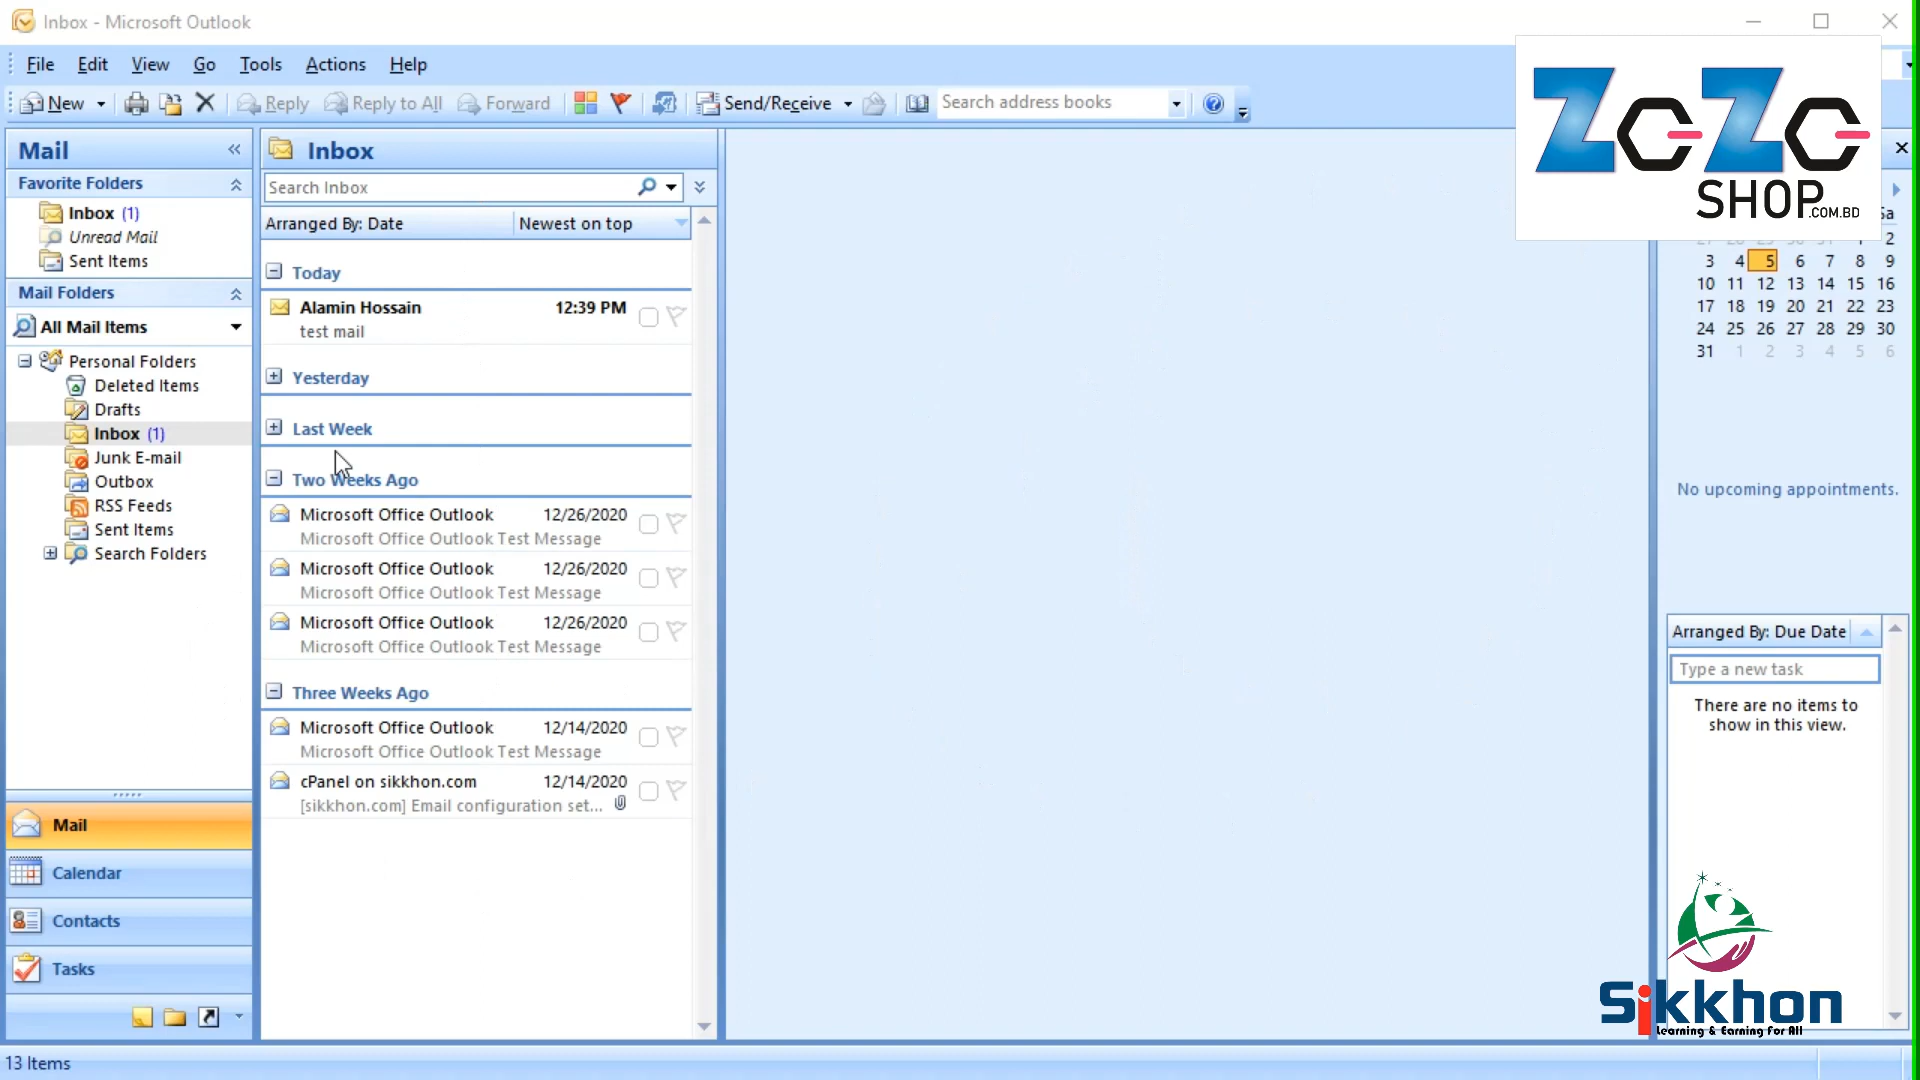 Inbox - Microsoft Outlook
File Edit View Go Tools Actions Help
New Reply Reply to All Forward Send/Receive Search address books
Mail
Favorite Folders
Inbox (1)
Unread Mail
Sent Items
Mail Folders
All Mail Items
Personal Folders
Deleted Items
Drafts
Inbox (1)
Junk E-mail
Outbox
RSS Feeds
Sent Items
Search Folders
Mail
Calendar
Contacts
Tasks
13 Items
Inbox
Search Inbox
Arranged By: Date Newest on top
Today
Alamin Hossain 12:39 PM
test mail
Yesterday
Last Week
Two Weeks Ago
Microsoft Office Outlook 12/26/2020
Microsoft Office Outlook Test Message
Microsoft Office Outlook 12/26/2020
Microsoft Office Outlook Test Message
Microsoft Office Outlook 12/26/2020
Microsoft Office Outlook Test Message
Three Weeks Ago
Microsoft Office Outlook 12/14/2020
Microsoft Office Outlook Test Message
cPanel on sikkhon.com 12/14/2020
[sikkhon.com] Email configuration set...
ZcZc
SHOP.COM.BD
Sa
1 2
3 4 5 6 7 8 9
10 11 12 13 14 15 16
17 18 19 20 21 22 23
24 25 26 27 28 29 30
31 1 2 3 4 5 6
No upcoming appointments.
Arranged By: Due Date
Type a new task
There are no items to
show in this view.
Sikkhon
Learning & Earning For All